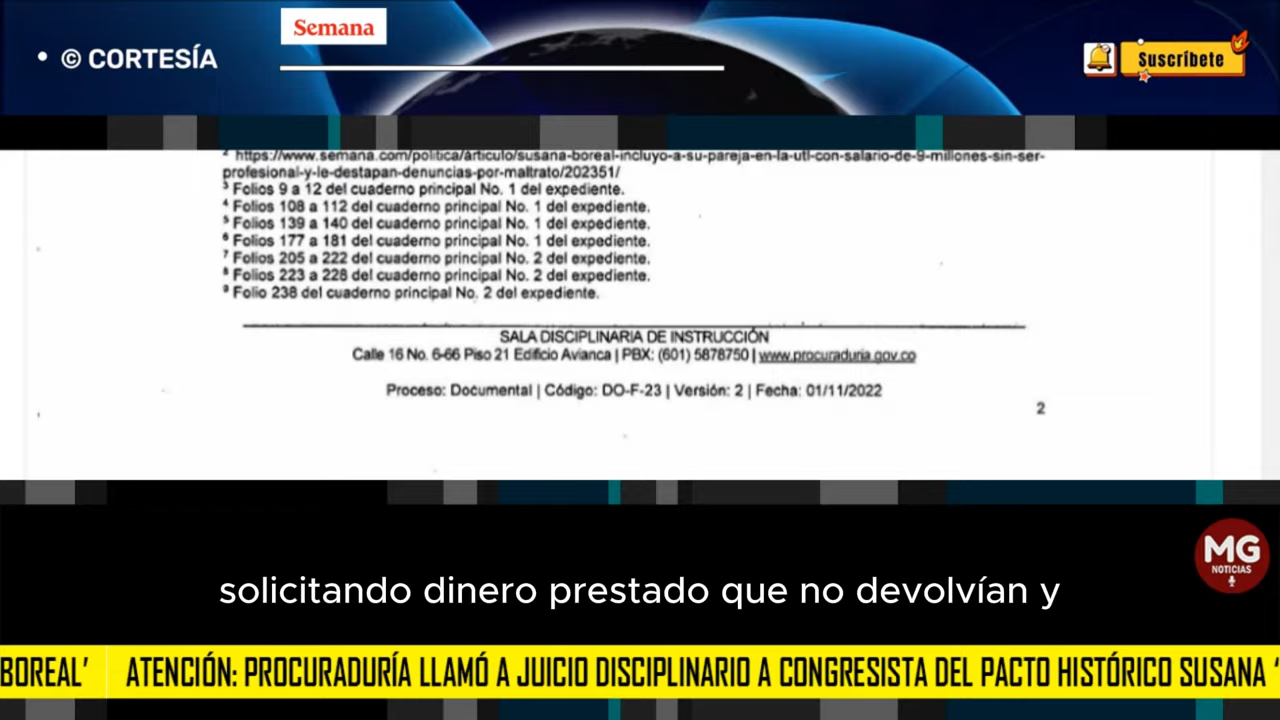 Semana
• © CORTESÍA
Suscríbete
² https://www.semana.com/politica/articulo/susana-boreal-incluyo-a-su-pareja-en-la-utl-con-salario-de-9-millones-sin-ser-
profesional-y-le-destapan-denuncias-por-maltrato/202351/
³ Folios 9 a 12 del cuaderno principal No. 1 del expediente.
⁴ Folios 108 a 112 del cuaderno principal No. 1 del expediente.
⁵ Folios 139 a 140 del cuaderno principal No. 1 del expediente.
⁶ Folios 177 a 181 del cuaderno principal No. 1 del expediente.
⁷ Folios 205 a 222 del cuaderno principal No. 2 del expediente.
⁸ Folios 223 a 228 del cuaderno principal No. 2 del expediente.
⁹ Folio 238 del cuaderno principal No. 2 del expediente.
SALA DISCIPLINARIA DE INSTRUCCIÓN
Calle 16 No. 6-66 Piso 21 Edificio Avianca | PBX: (601) 5878750 | www.procuraduria.gov.co
Proceso: Documental | Código: DO-F-23 | Versión: 2 | Fecha: 01/11/2022
2
MG
NOTICIAS
solicitando dinero prestado que no devolvían y
BOREAL' ATENCIÓN: PROCURADURÍA LLAMÓ A JUICIO DISCIPLINARIO A CONGRESISTA DEL PACTO HISTÓRICO SUSANA '